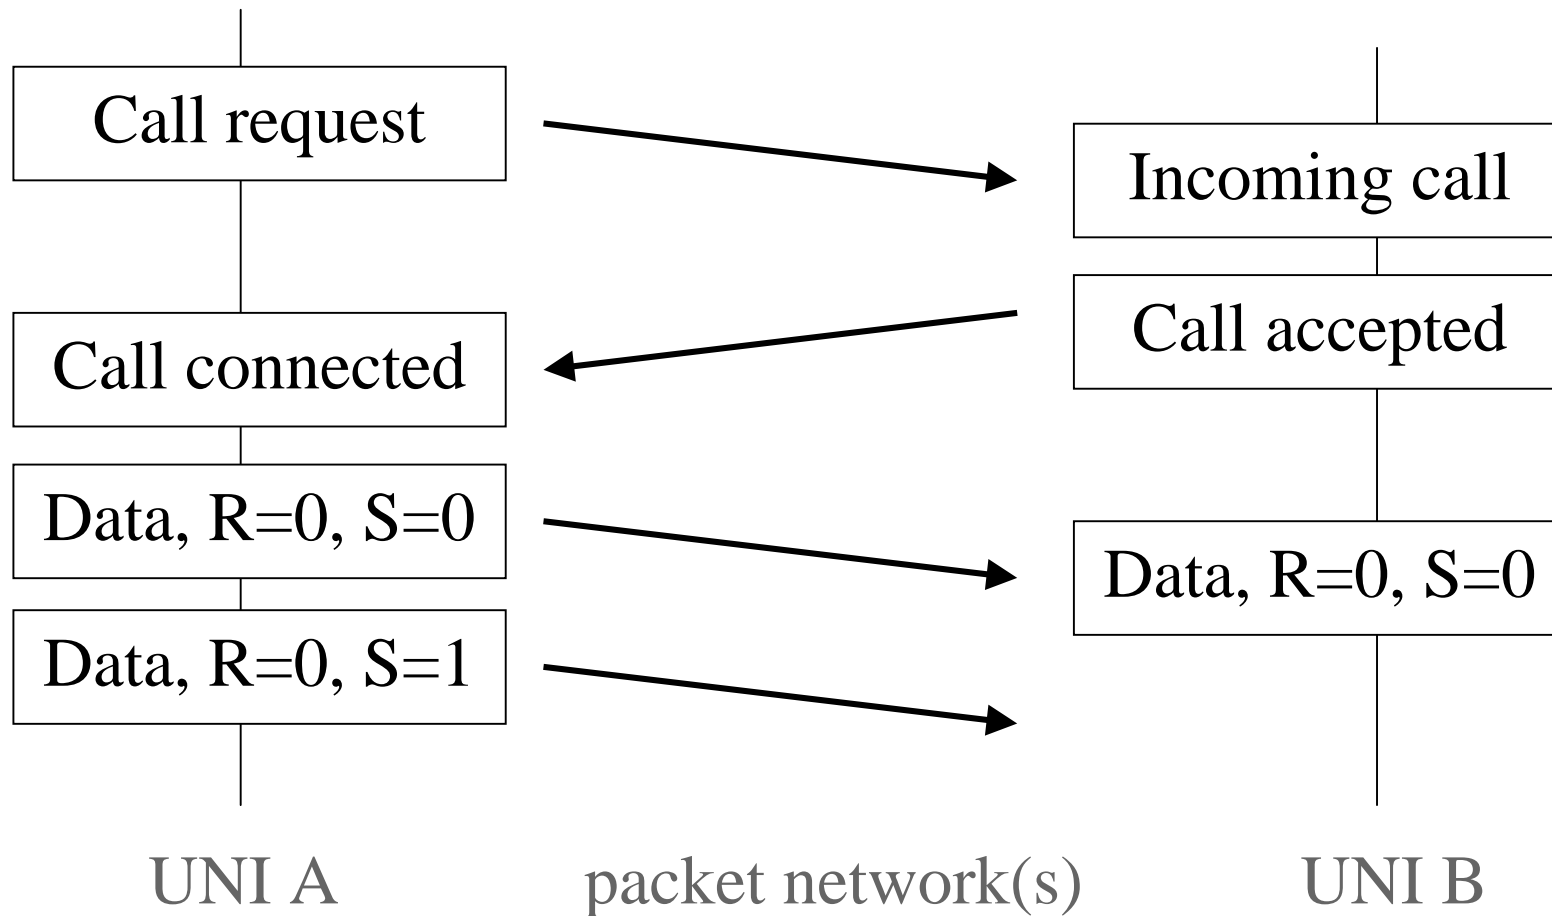 Call request
Incoming call
Call accepted
Call connected
Data, R=0, S=0
Data, R=0, S=0
Data, R=0, S=1
UNI A
packet network(s)
UNI B